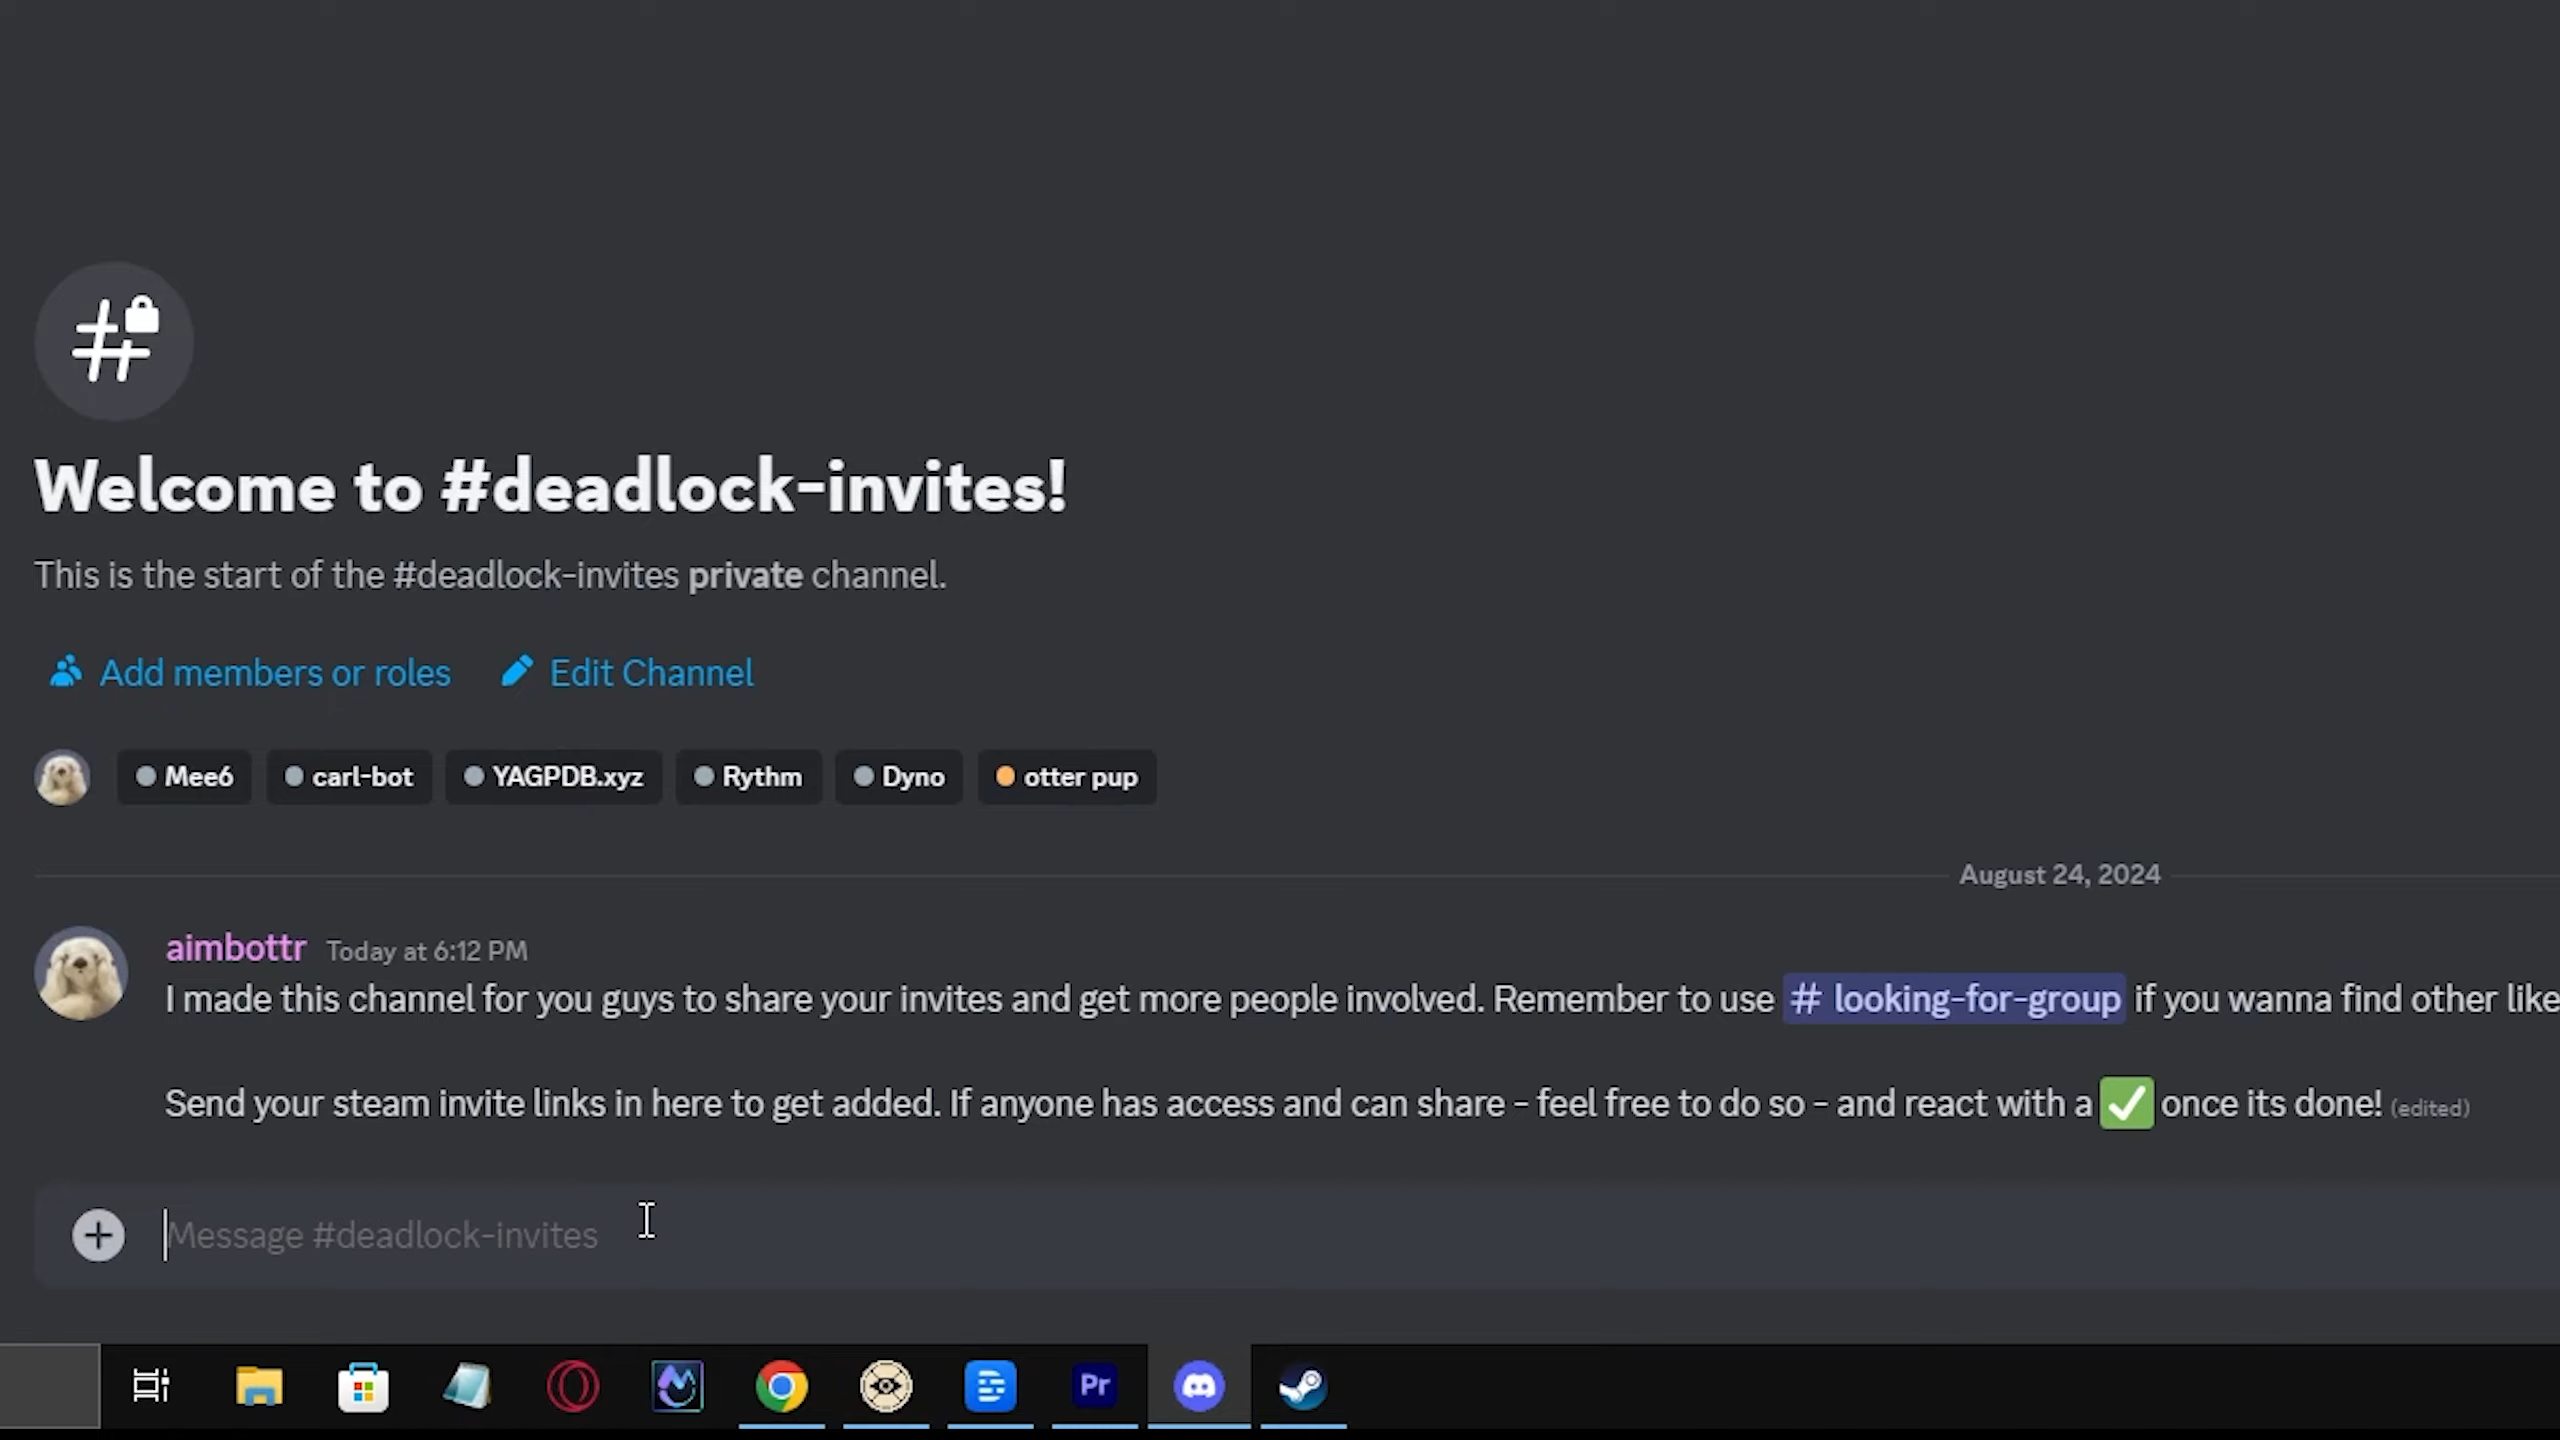 Welcome to #deadlock-invites!
This is the start of the #deadlock-invites private channel.
Add members or roles Edit Channel
Mee6 carl-bot YAGPDB.xyz Rythm Dyno otter pup
August 24, 2024
aimbottr Today at 6:12 PM
I made this channel for you guys to share your invites and get more people involved. Remember to use # looking-for-group if you wanna find other like
Send your steam invite links in here to get added. If anyone has access and can share - feel free to do so - and react with a ✅ once its done! (edited)
Message #deadlock-invites
Pr